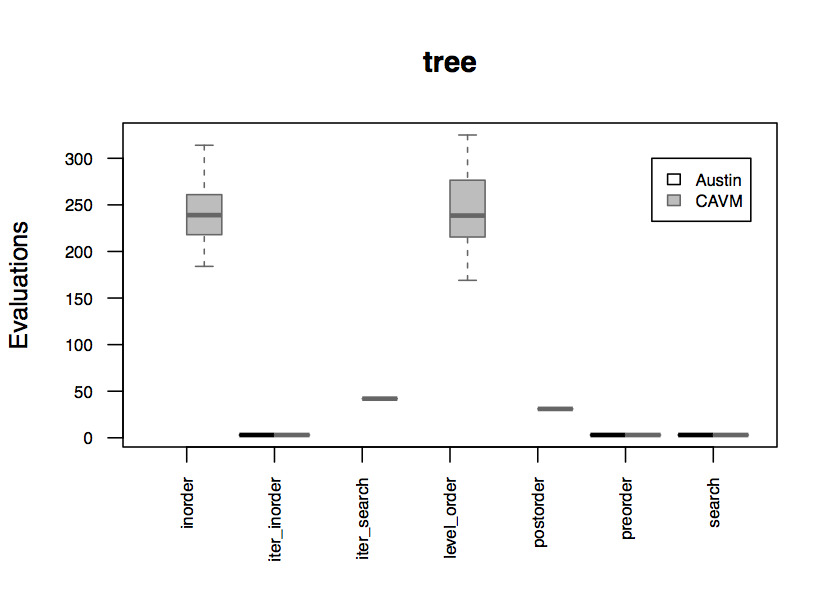 tree
Evaluations
300
250
200
150
100
50
0
Austin
CAVM
inorder
iter_inorder
iter_search
level_order
postorder
preorder
search